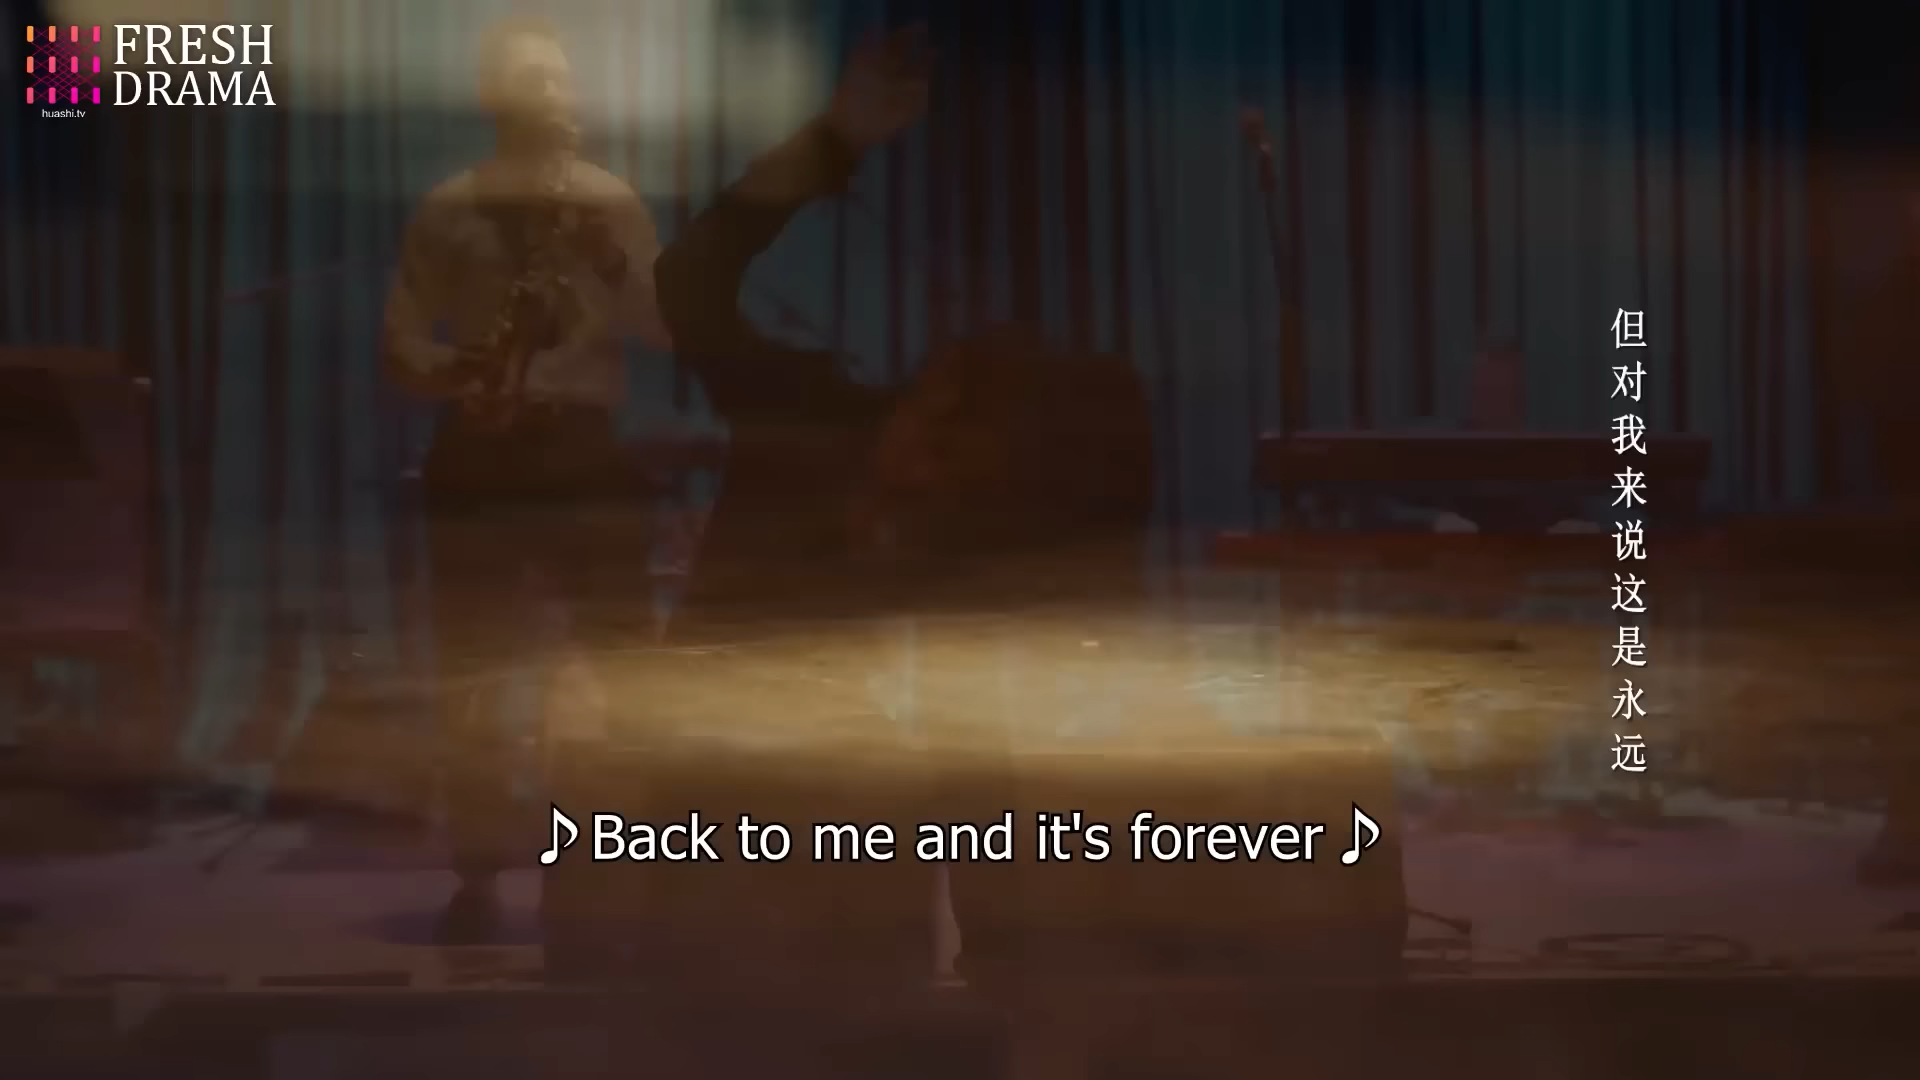 FRESH
DRAMA
huashi.tv
但对我来说这是永远
♪Back to me and it's forever♪